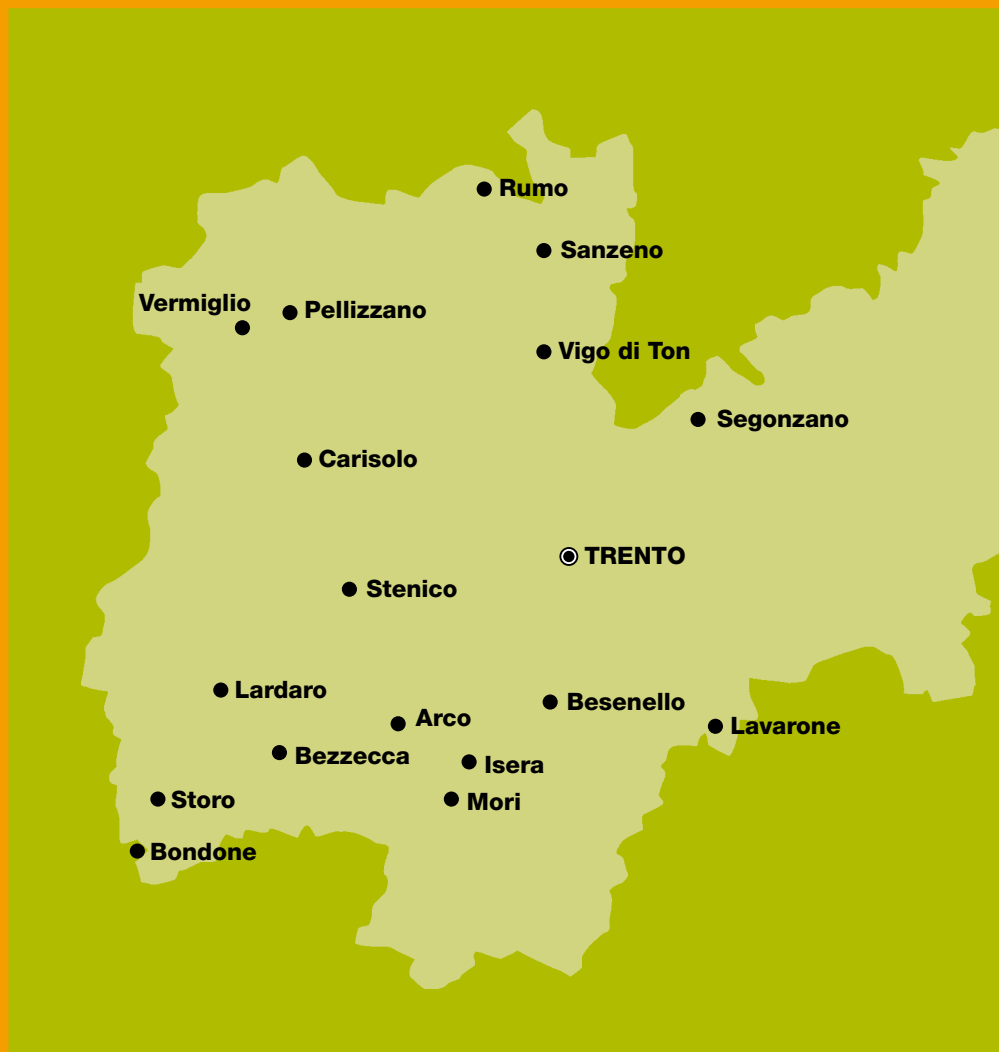 Rumo
Sanzeno
Vermiglio
Pellizzano
Vigo di Ton
Segonzano
Carisolo
TRENTO
Stenico
Lardaro
Besenello
Arco
Lavarone
Bezzecca
Isera
Storo
Mori
Bondone